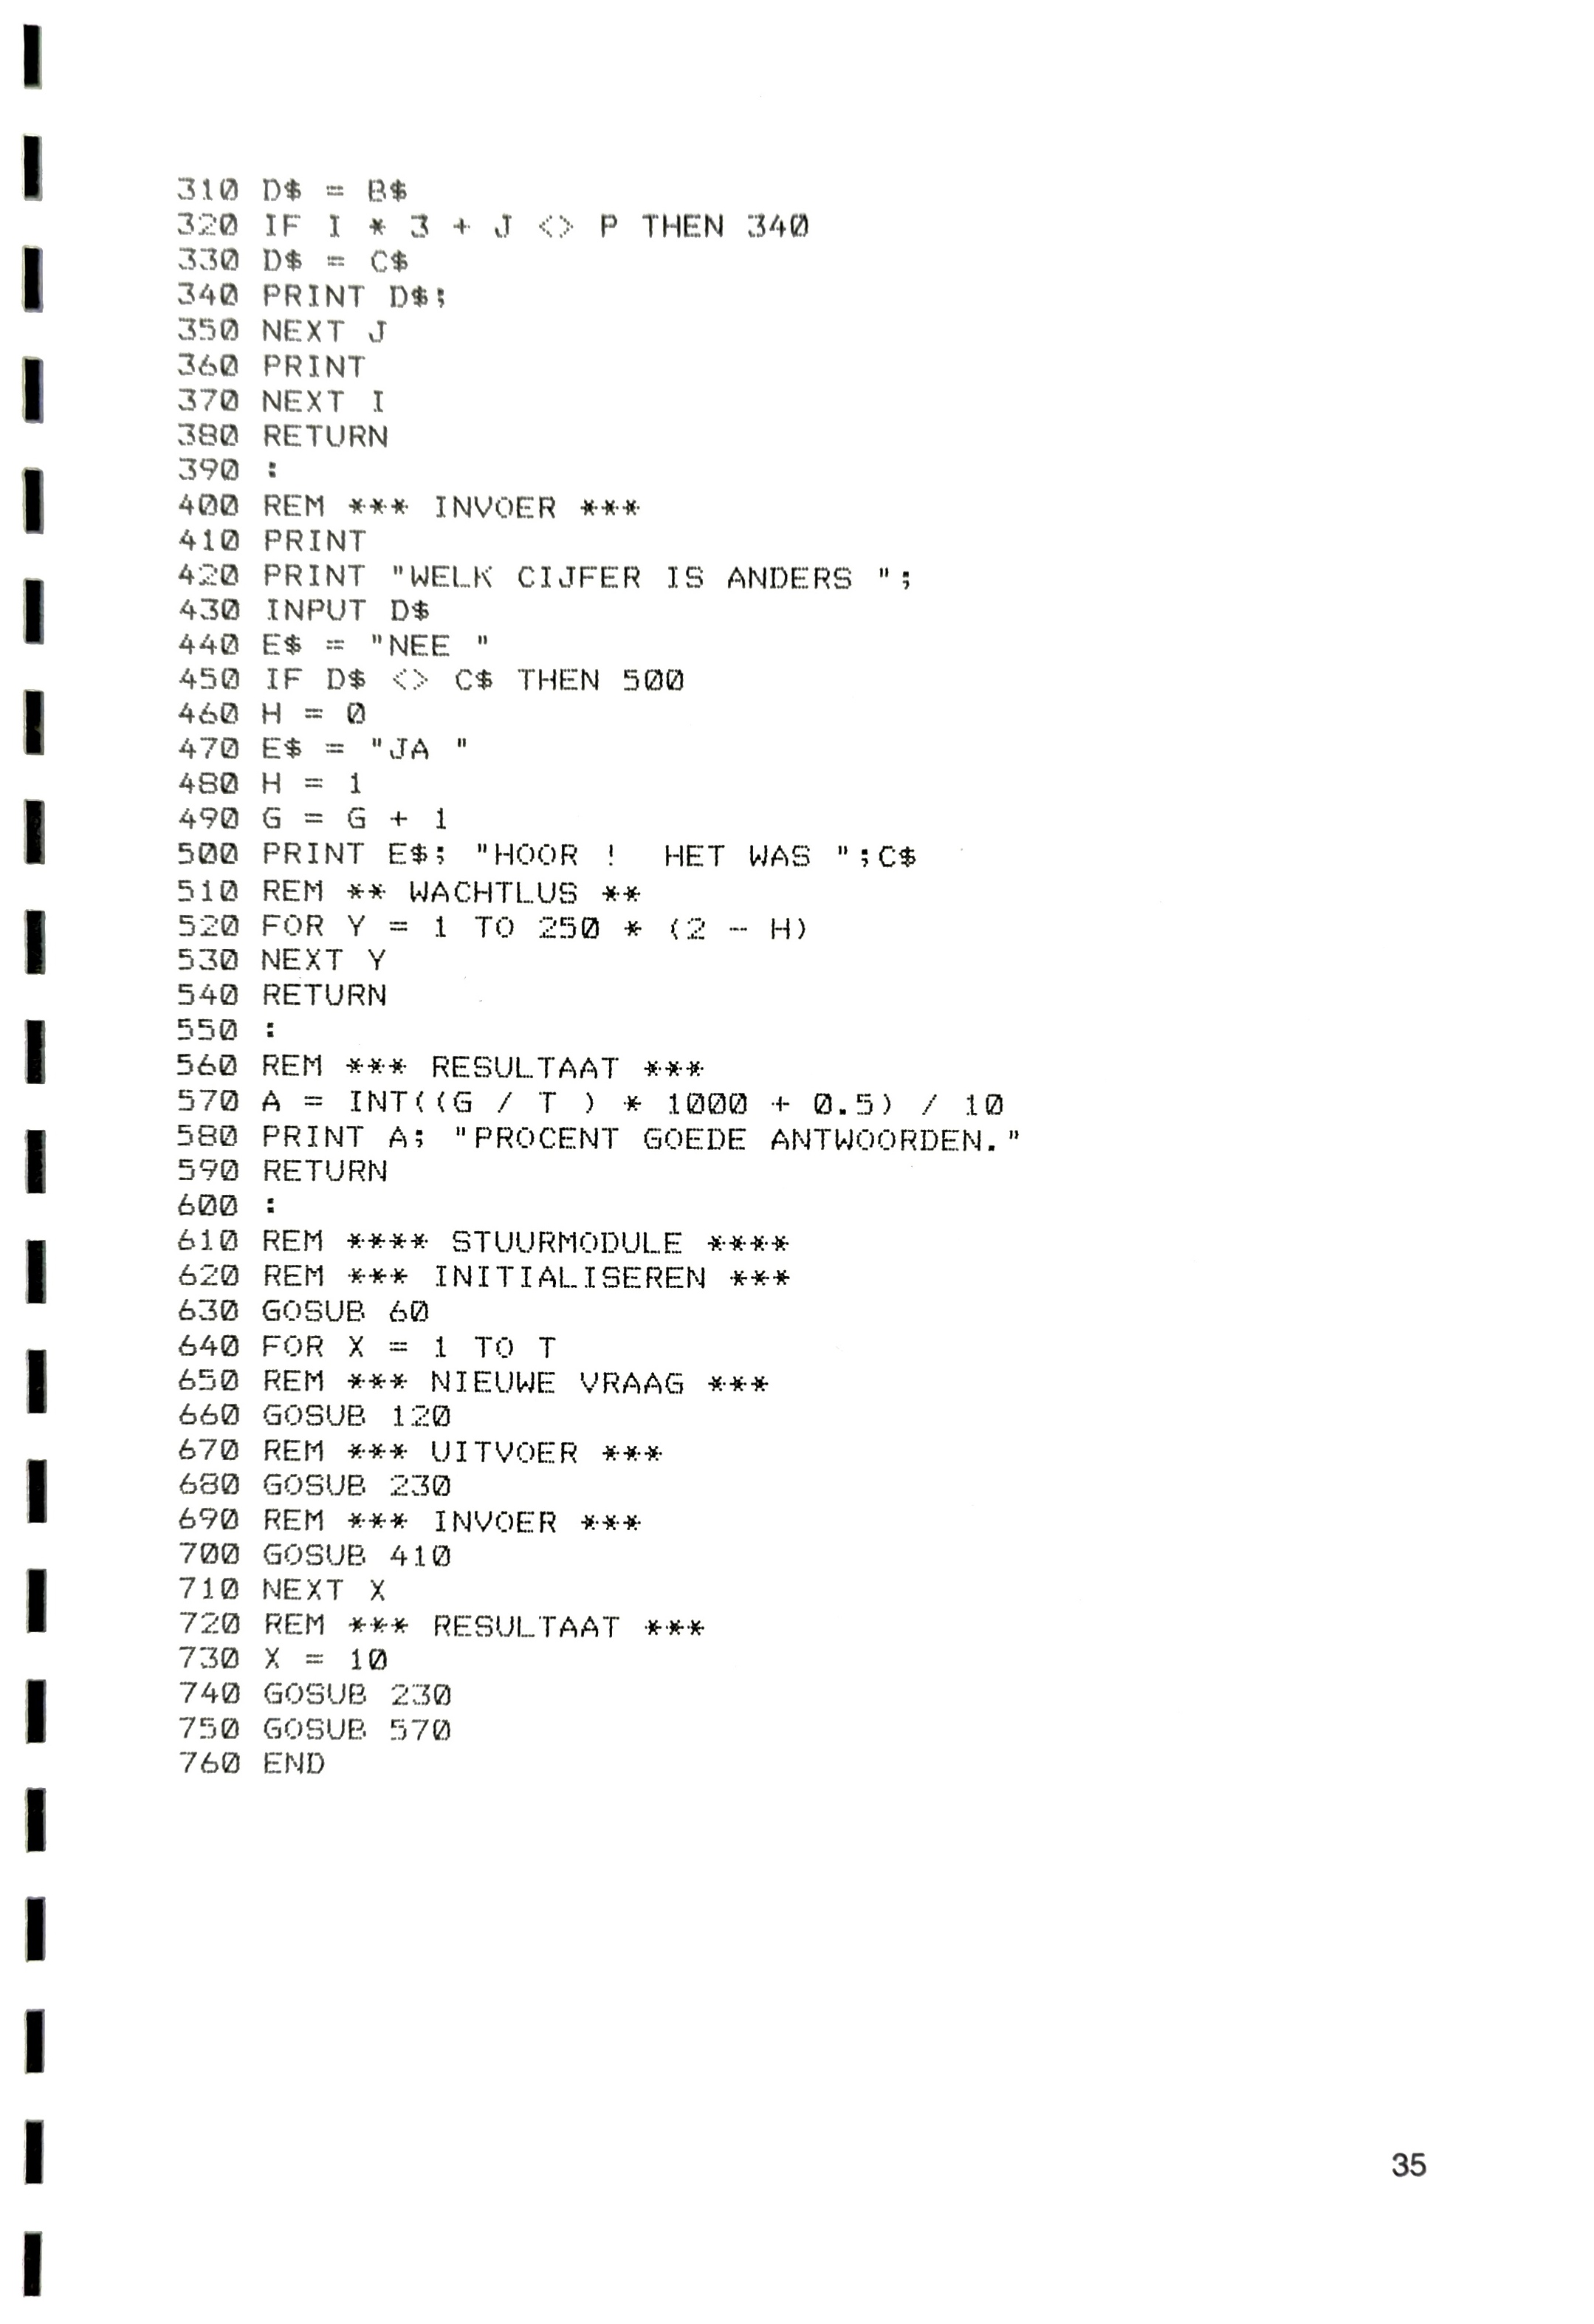 310 D$ = B$
320 IF I * 3 + J <> P THEN 340
330 D$ = C$
340 PRINT D$;
350 NEXT J
360 PRINT
370 NEXT I
380 RETURN
390 :
400 REM *** INVOER ***
410 PRINT
420 PRINT "WELK CIJFER IS ANDERS ";
430 INPUT D$
440 E$ = "NEE "
450 IF D$ <> C$ THEN 500
460 H = 0
470 E$ = "JA "
480 H = 1
490 G = G + 1
500 PRINT E$; "HOOR !  HET WAS ";C$
510 REM ** WACHTLUS **
520 FOR Y = 1 TO 250 * (2 - H)
530 NEXT Y
540 RETURN
550 :
560 REM *** RESULTAAT ***
570 A = INT((G / T ) * 1000 + 0.5) / 10
580 PRINT A; "PROCENT GOEDE ANTWOORDEN."
590 RETURN
600 :
610 REM **** STUURMODULE ****
620 REM *** INITIALISEREN ***
630 GOSUB 60
640 FOR X = 1 TO T
650 REM *** NIEUWE VRAAG ***
660 GOSUB 120
670 REM *** UITVOER ***
680 GOSUB 230
690 REM *** INVOER ***
700 GOSUB 410
710 NEXT X
720 REM *** RESULTAAT ***
730 X = 10
740 GOSUB 230
750 GOSUB 570
760 END
35